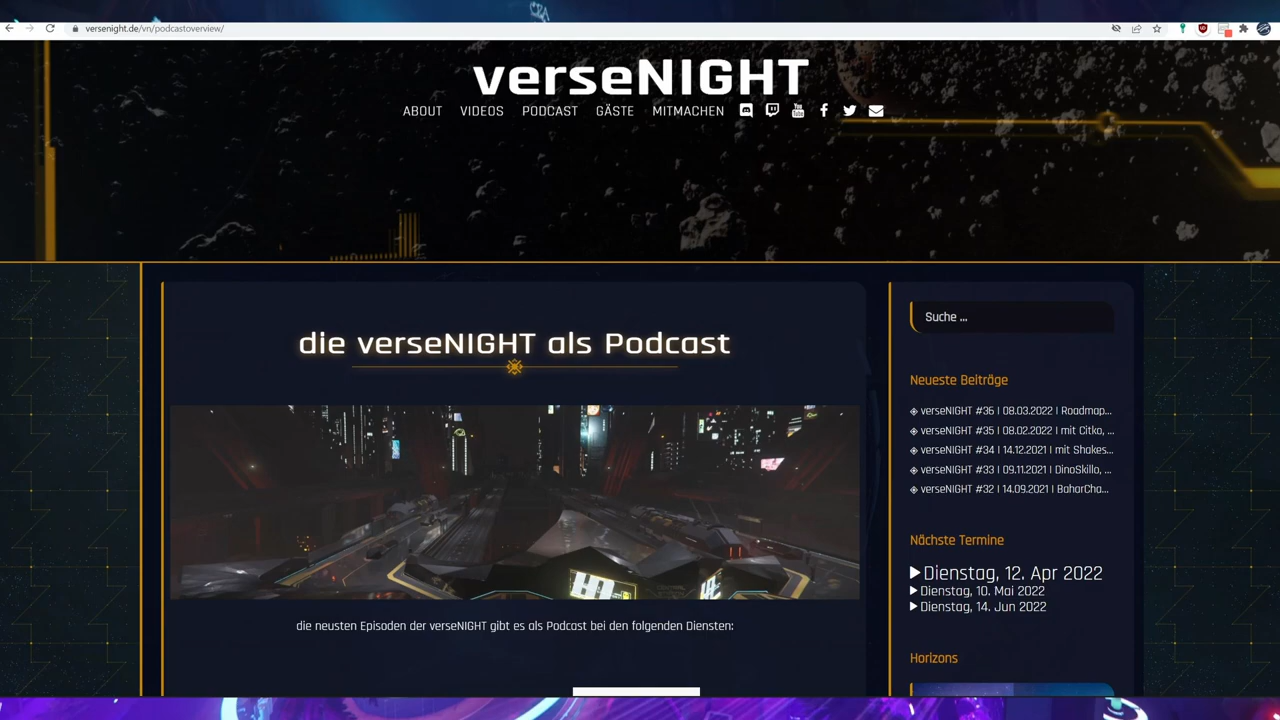 versenight.de/vn/podcastoverview/
verseNIGHT
ABOUT VIDEOS PODCAST GÄSTE MITMACHEN
die verseNIGHT als Podcast
die neusten Episoden der verseNIGHT gibt es als Podcast bei den folgenden Diensten:
Suche ...
Neueste Beiträge
verseNIGHT #36 | 08.03.2022 | Roadmap...
verseNIGHT #35 | 08.02.2022 | mit Citko, ...
verseNIGHT #34 | 14.12.2021 | mit Shakes...
verseNIGHT #33 | 09.11.2021 | DinoSkillo, ...
verseNIGHT #32 | 14.09.2021 | BaharCha...
Nächste Termine
Dienstag, 12. Apr 2022
Dienstag, 10. Mai 2022
Dienstag, 14. Jun 2022
Horizons